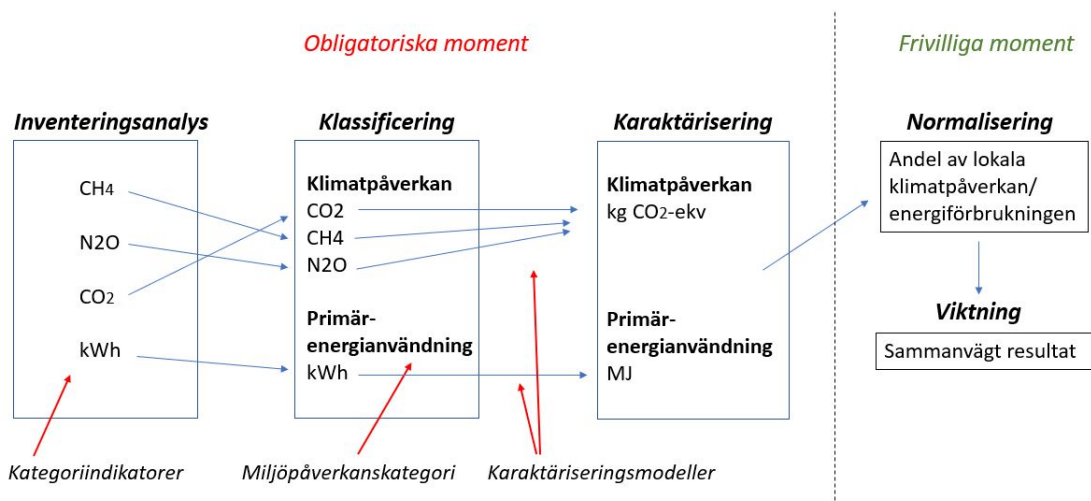 Obligatoriska moment
Frivilliga moment
Inventeringsanalys
CH4
N2O
CO2
kWh
Klassificering
Klimatpåverkan
CO2
CH4
N2O
Primär-
energianvändning
kWh
Karaktärisering
Klimatpåverkan
kg CO2-ekv
Primär-
energianvändning
MJ
Normalisering
Andel av lokala
klimatpåverkan/
energiförbrukningen
Viktning
Sammanvägt resultat
Kategoriindikatorer
Miljöpåverkanskategori
Karaktäriseringsmodeller